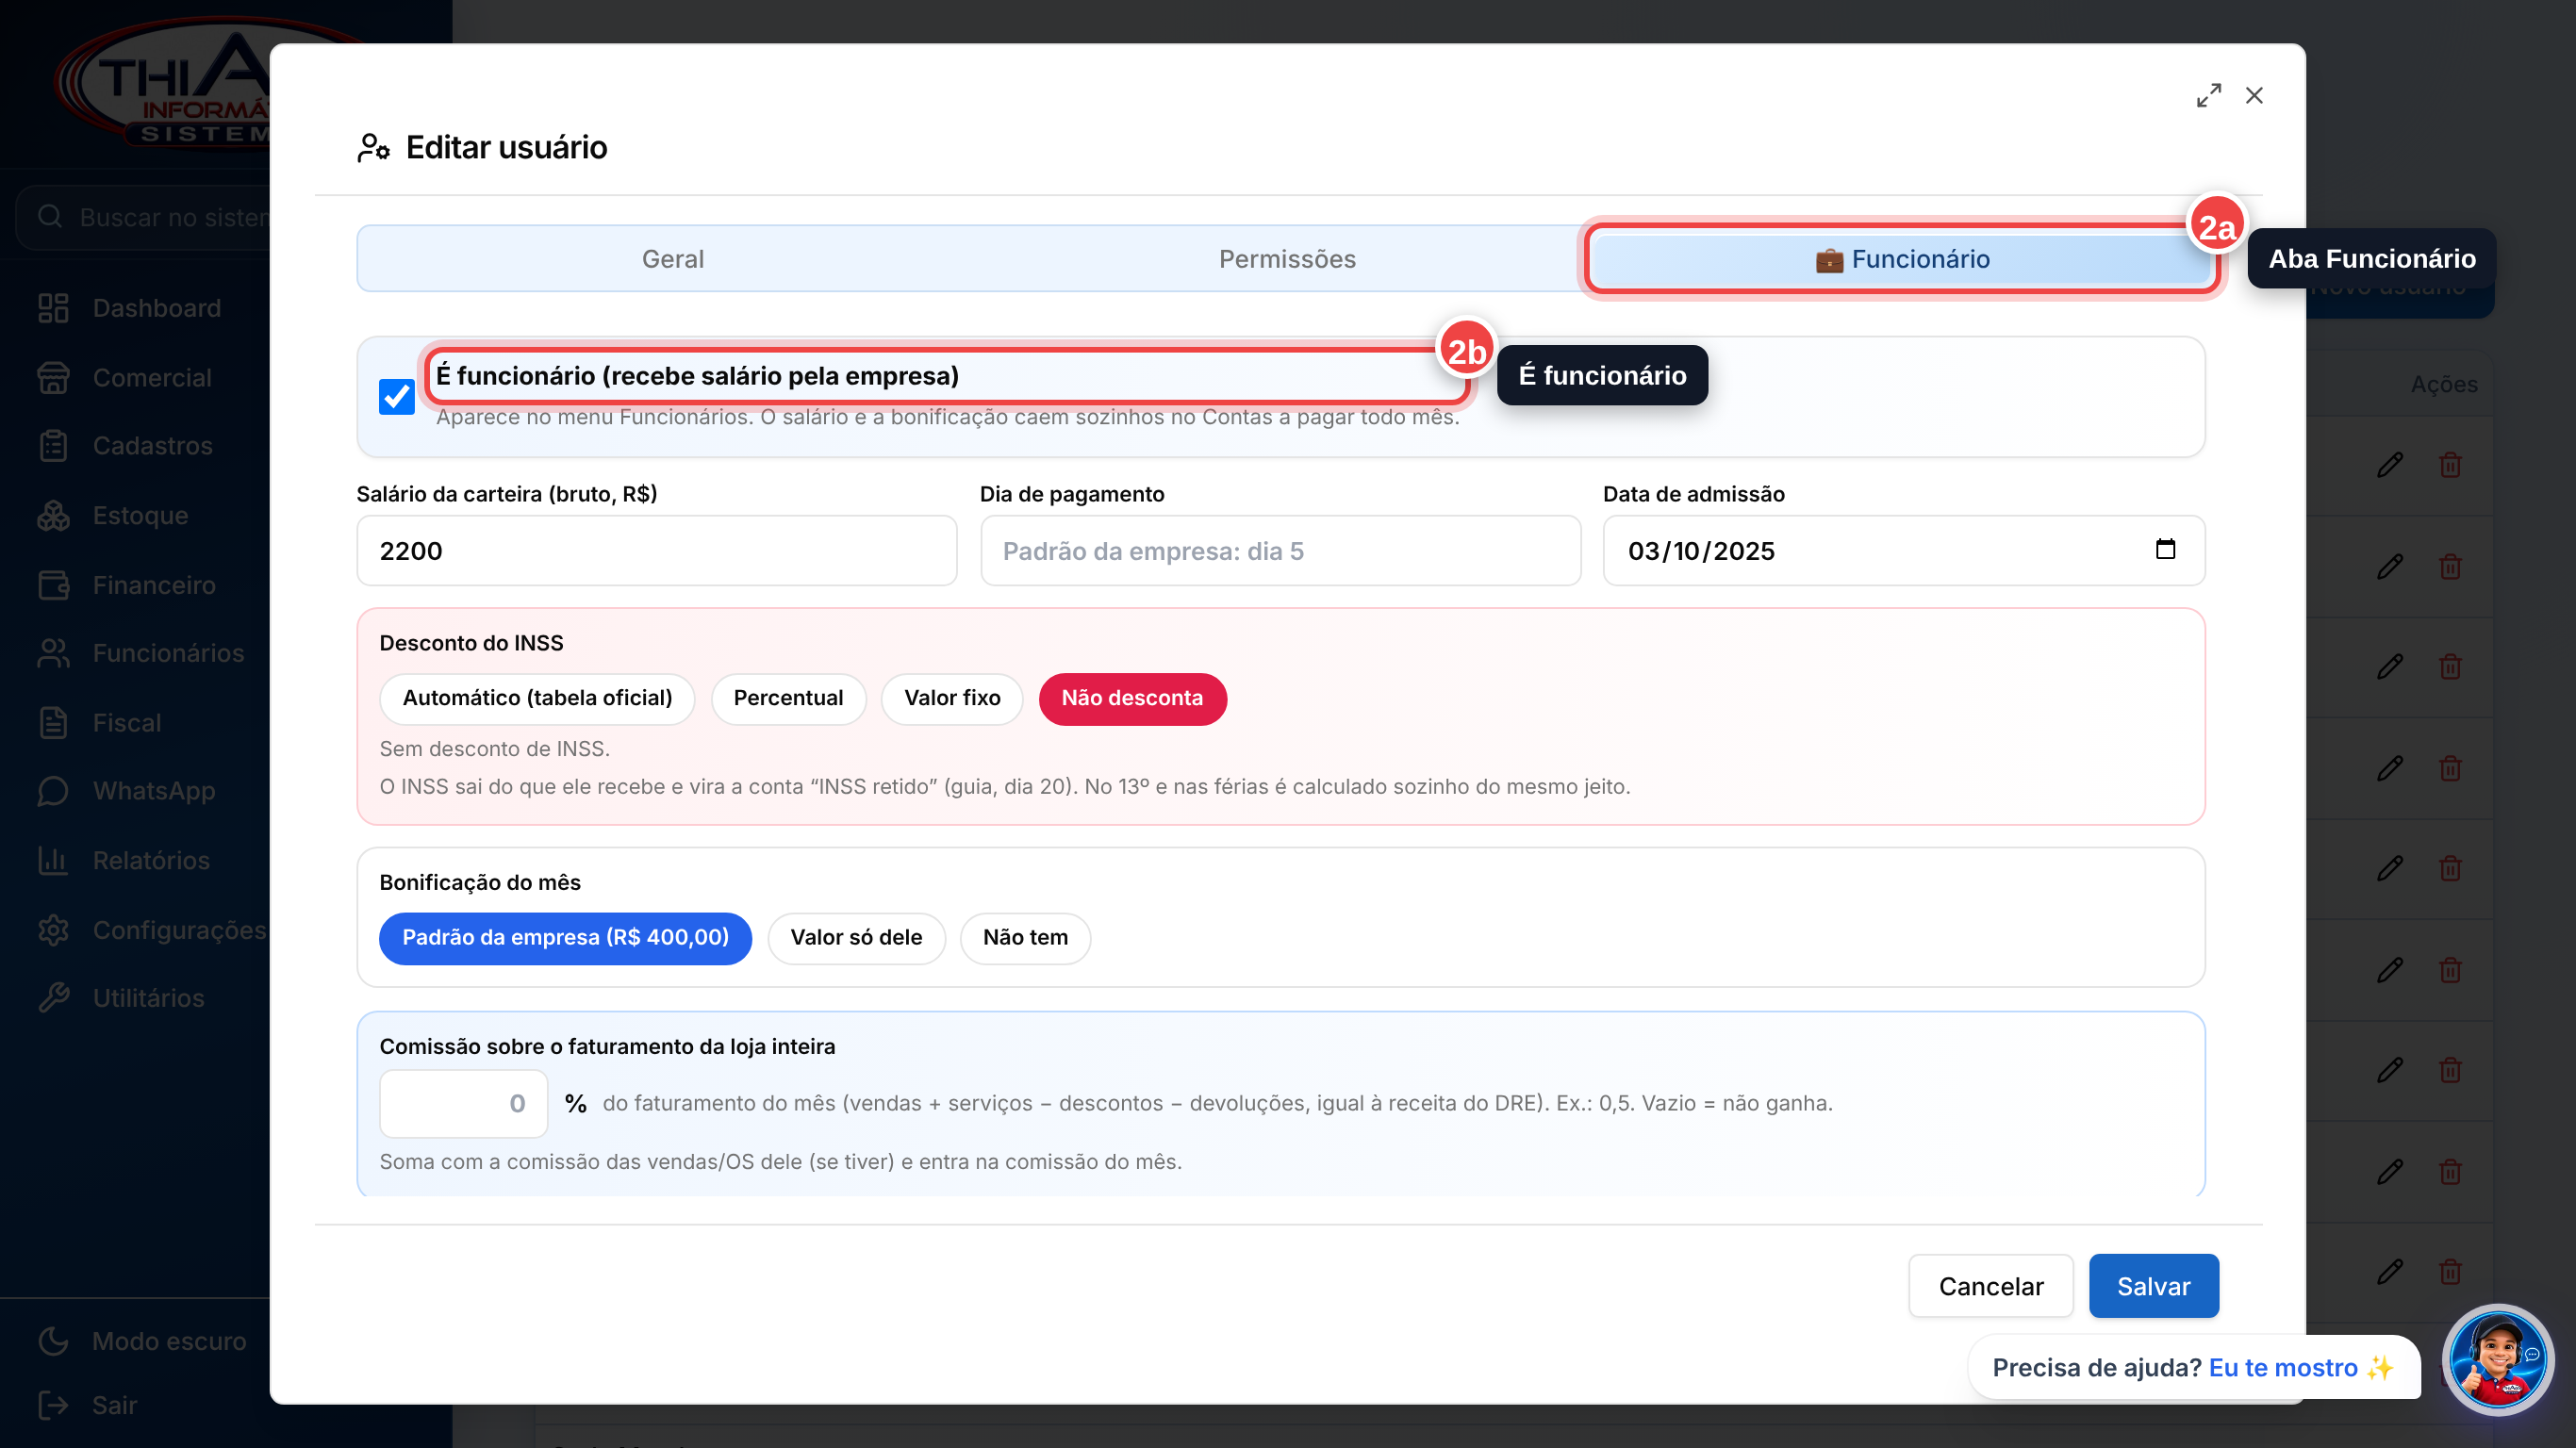 THIA
INFORMÁ
SISTEM
Buscar no sister
Dashboard
Comercial
Cadastros
Estoque
Financeiro
Funcionários
Fiscal
WhatsApp
Relatórios
Configurações
Utilitários
Modo escuro
Sair
Editar usuário
Geral
Permissões
Funcionário
2a
Aba Funcionário
Novo usuário
Ações
É funcionário (recebe salário pela empresa)
2b
É funcionário
Aparece no menu Funcionários. O salário e a bonificação caem sozinhos no Contas a pagar todo mês.
Salário da carteira (bruto, R$)
Dia de pagamento
Data de admissão
2200
Padrão da empresa: dia 5
03/10/2025
Desconto do INSS
Automático (tabela oficial)
Percentual
Valor fixo
Não desconta
Sem desconto de INSS.
O INSS sai do que ele recebe e vira a conta “INSS retido” (guia, dia 20). No 13º e nas férias é calculado sozinho do mesmo jeito.
Bonificação do mês
Padrão da empresa (R$ 400,00)
Valor só dele
Não tem
Comissão sobre o faturamento da loja inteira
0
%
do faturamento do mês (vendas + serviços − descontos − devoluções, igual à receita do DRE). Ex.: 0,5. Vazio = não ganha.
Soma com a comissão das vendas/OS dele (se tiver) e entra na comissão do mês.
Cancelar
Salvar
Precisa de ajuda? Eu te mostro ✨